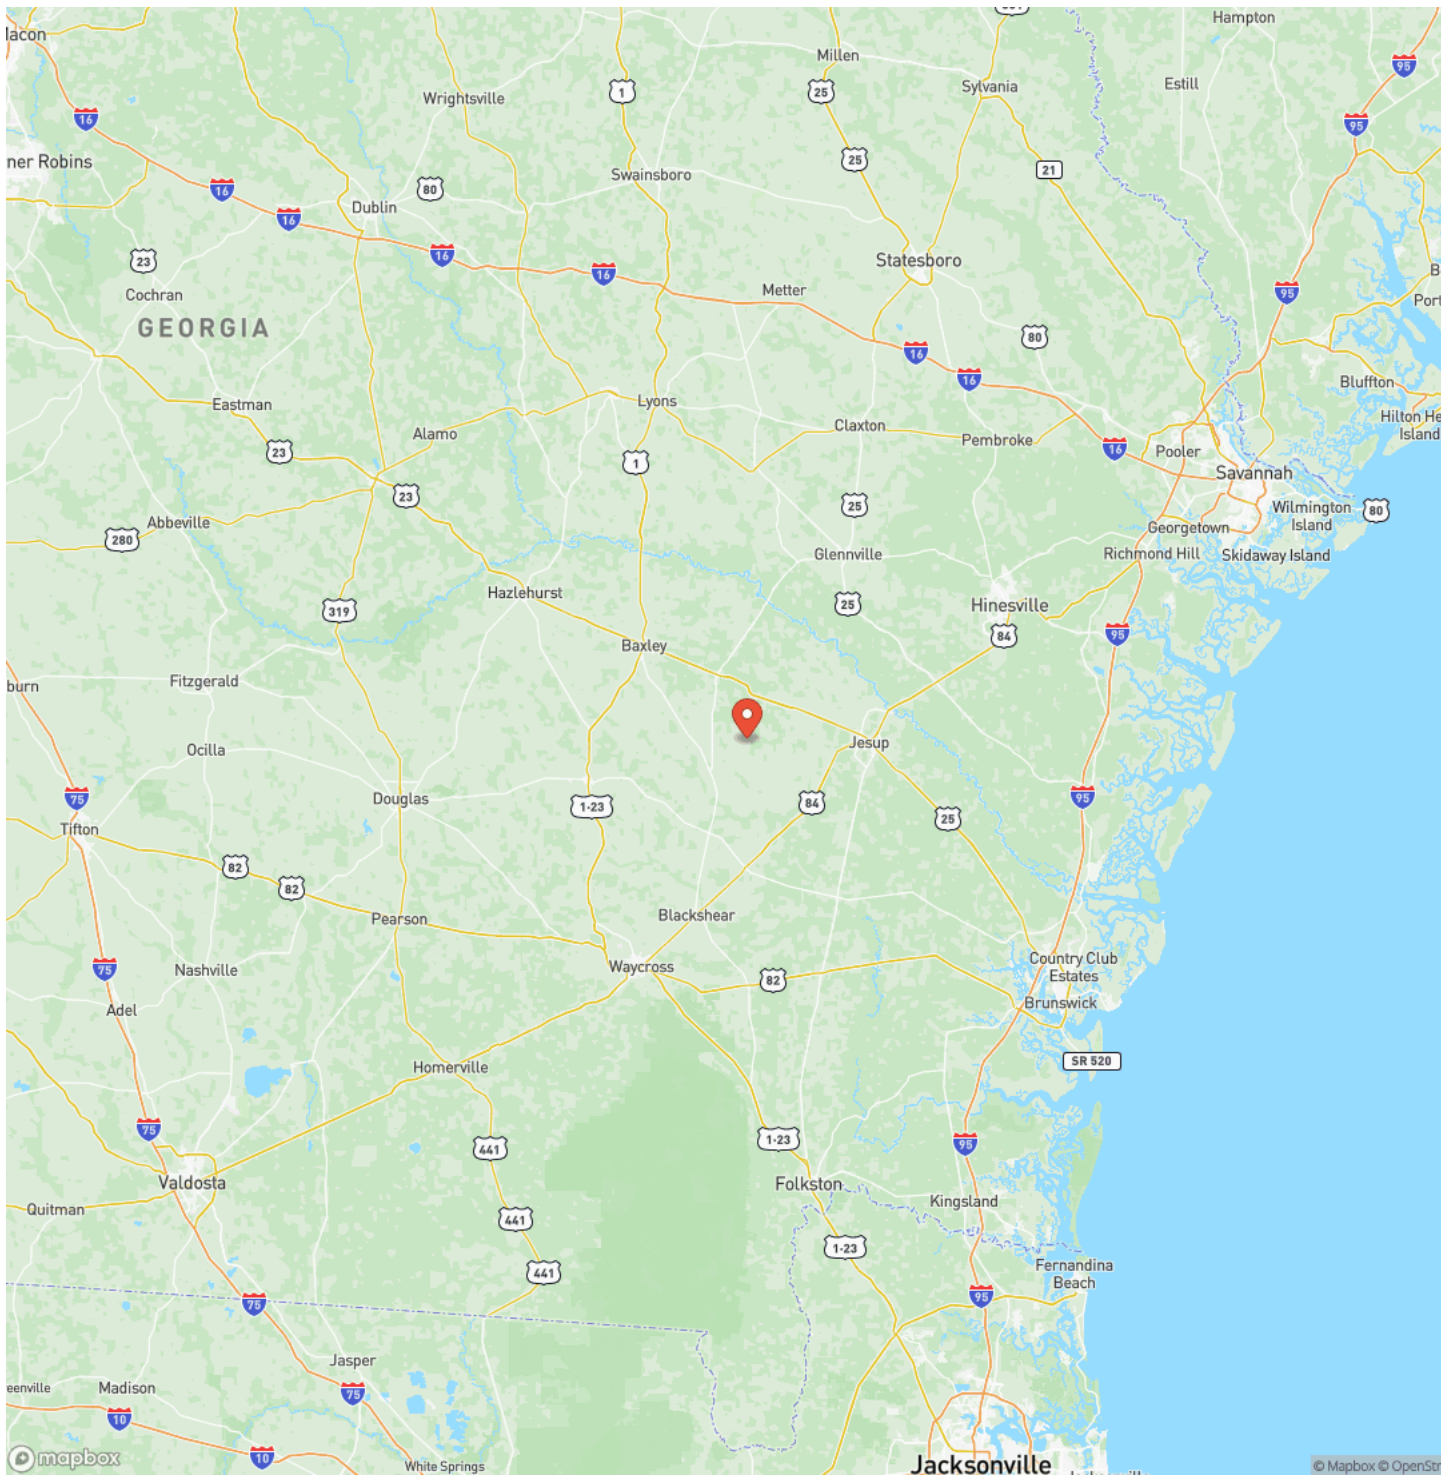 Hampton
Millen
Sylvania
Estill
95
16
Wrightsville
1
25
95
ner Robins
16
80
Swainsboro
25
21
Dublin
16
23
16
16
Statesboro
Cochran
Metter
95
GEORGIA
80
16
16
Bluffton
Eastman
Lyons
Claxton
Pembroke
Hilton He
Island
23
Alamo
1
16
Pooler
Savannah
23
25
Wilmington
Island
80
280
Abbeville
Georgetown
Glennville
Richmond Hill
Skidaway Island
319
Hazlehurst
25
Hinesville
84
95
Baxley
burn
Fitzgerald
Ocilla
Jesup
75
Douglas
1-23
84
25
95
Tifton
82
82
Pearson
Blackshear
75
Nashville
Waycross
82
Country Club
Estates
Adel
Brunswick
Homerville
SR 520
75
441
1-23
95
Valdosta
Folkston
Quitman
441
Kingsland
1-23
441
Fernandina
Beach
75
95
Jasper
Madison
75
10
10
White Springs
Jacksonville
mapbox
© Mapbox © OpenStr